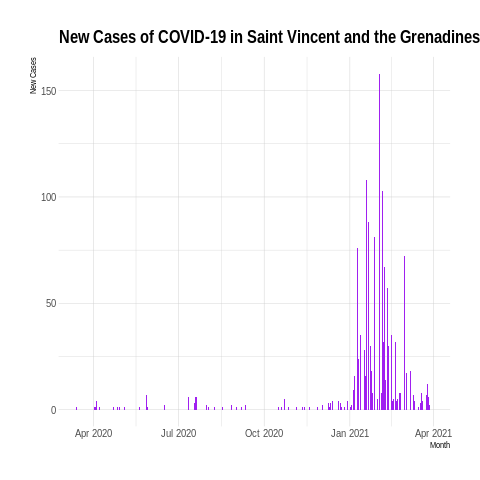 New Cases of COVID-19 in Saint Vincent and the Grenadines
New Cases
150
100
50
0
Apr 2020 Jul 2020 Oct 2020 Jan 2021 Apr 2021
Month